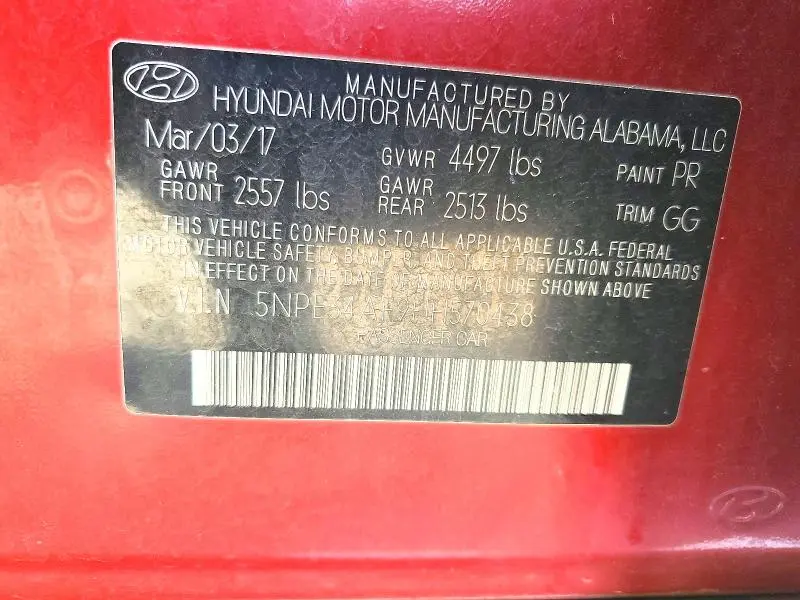 MANUFACTURED BY
HYUNDAI MOTOR MANUFACTURING ALABAMA, LLC
Mar/03/17 GVWR 4497 lbs PAINT PR
GAWR FRONT 2557 lbs GAWR REAR 2513 lbs TRIM GG
THIS VEHICLE CONFORMS TO ALL APPLICABLE U.S.A. FEDERAL
MOTOR VEHICLE SAFETY, BUMPER, AND THEFT PREVENTION STANDARDS
IN EFFECT ON THE DATE OF MANUFACTURE SHOWN ABOVE
V.I.N
PASSENGER CAR